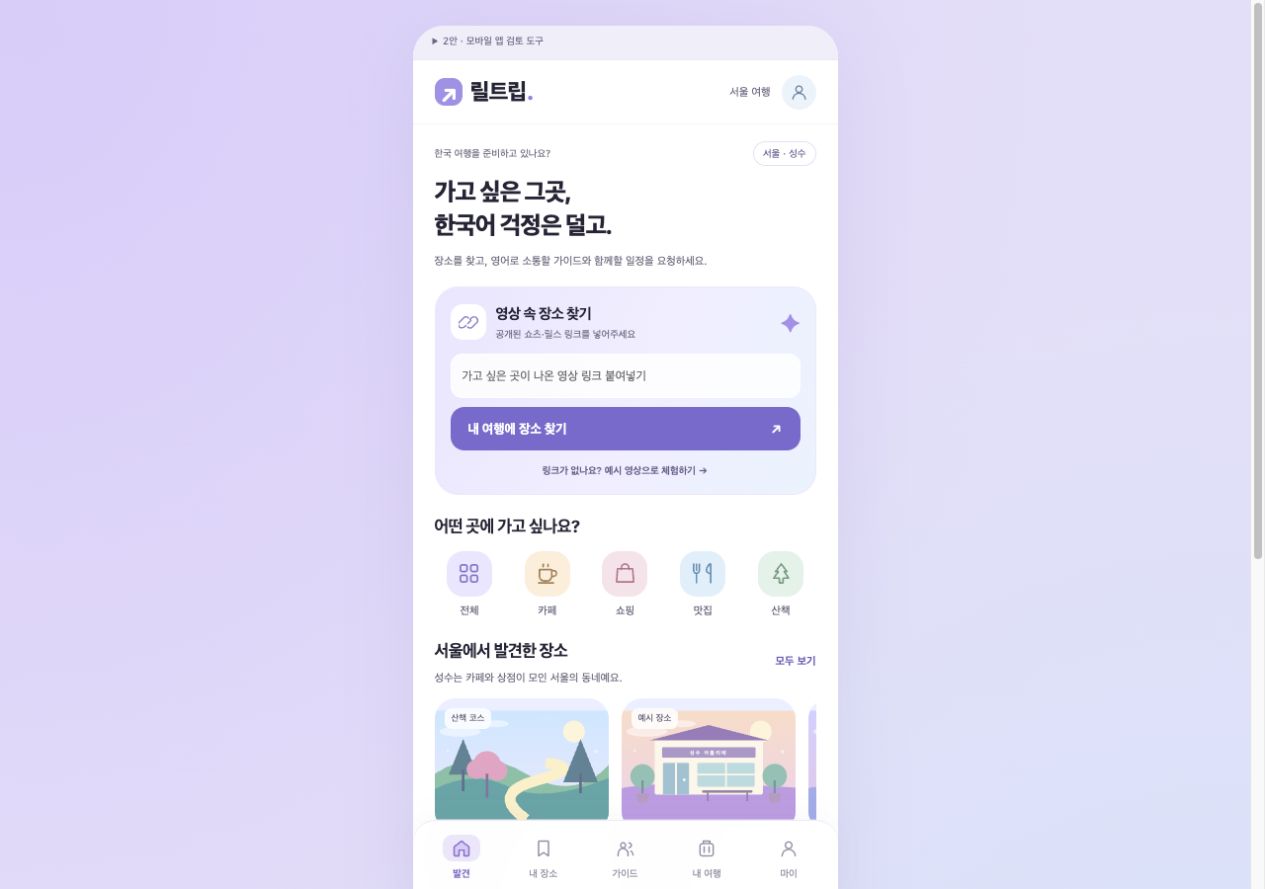 ▶ 2안 · 모바일 앱 검토 도구
릴트립.
서울 여행
한국 여행을 준비하고 있나요?
서울 · 성수
가고 싶은 그곳,
한국어 걱정은 덜고.
장소를 찾고, 영어로 소통할 가이드와 함께할 일정을 요청하세요.
영상 속 장소 찾기
공개된 쇼츠·릴스 링크를 넣어주세요
가고 싶은 곳이 나온 영상 링크 붙여넣기
내 여행에 장소 찾기
링크가 없나요? 예시 영상으로 체험하기 →
어떤 곳에 가고 싶나요?
전체 카페 쇼핑 맛집 산책
서울에서 발견한 장소
모두 보기
성수는 카페와 상점이 모인 서울의 동네예요.
산책 코스
예시 장소
발견 내 장소 가이드 내 여행 마이